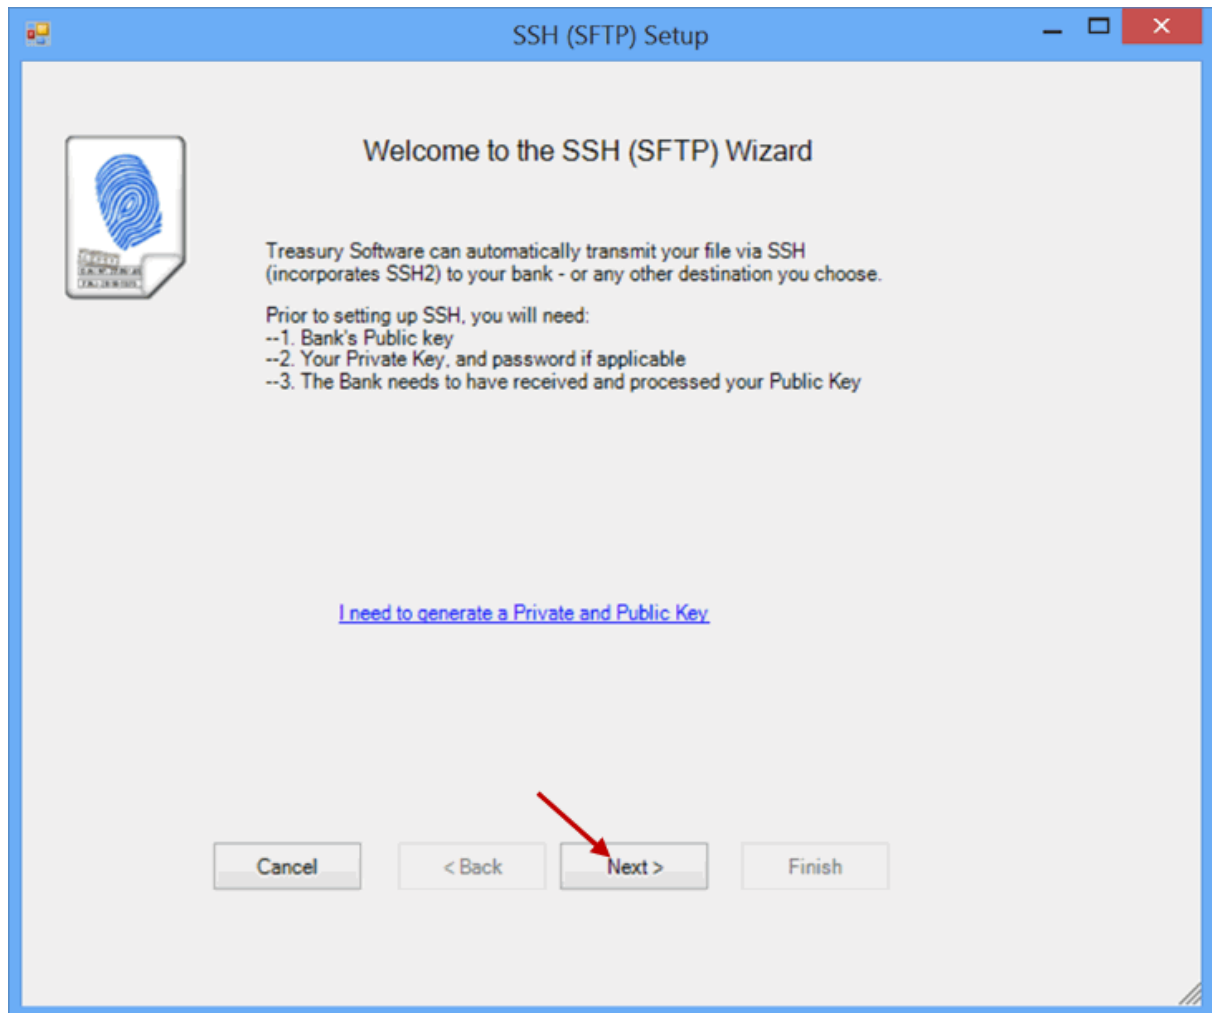 SSH (SFTP) Setup
Welcome to the SSH (SFTP) Wizard
Treasury Software can automatically transmit your file via SSH
(incorporates SSH2) to your bank - or any other destination you choose.
Prior to setting up SSH, you will need:
--1. Bank's Public key
--2. Your Private Key, and password if applicable
--3. The Bank needs to have received and processed your Public Key
I need to generate a Private and Public Key
Cancel
< Back
Next >
Finish